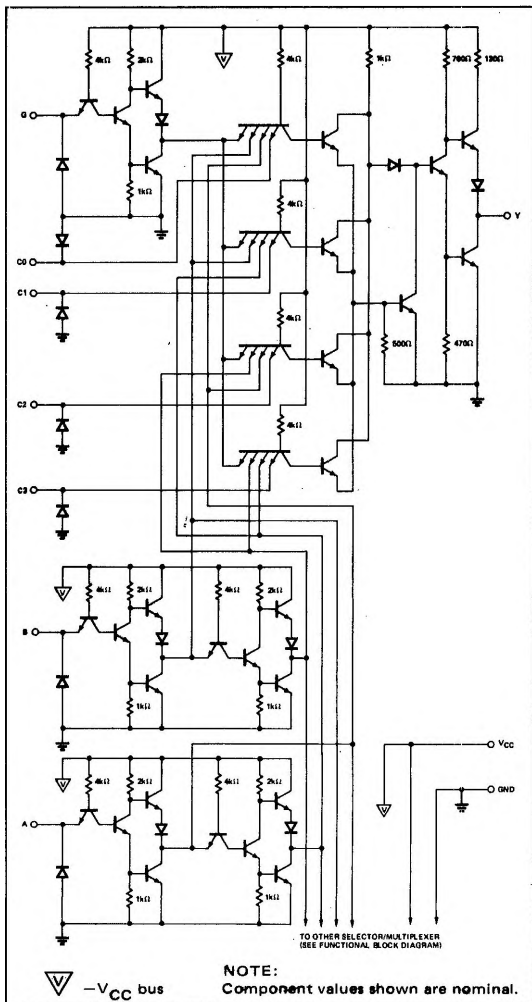 4kΩ 2kΩ 4kΩ 1kΩ 760Ω 130Ω
G
1kΩ
4kΩ
Y
C0
C1
4kΩ
500Ω 470Ω
C2
4kΩ
C3
4kΩ 2kΩ 4kΩ 2kΩ
B
1kΩ 1kΩ
VCC
4kΩ 2kΩ 4kΩ 2kΩ
GND
A
1kΩ 1kΩ
TO OTHER SELECTOR/MULTIPLEXER
(SEE FUNCTIONAL BLOCK DIAGRAM)
V –VCC bus
NOTE:
Component values shown are nominal.